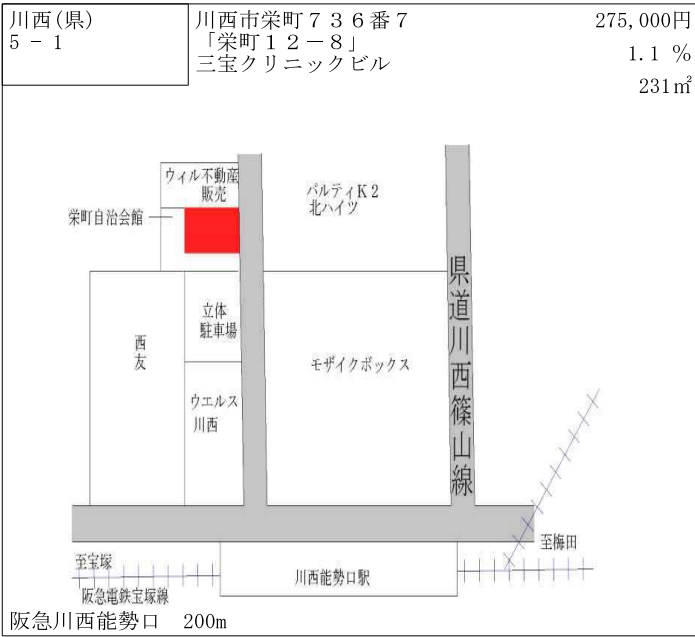 川西(県)
5－1
川西市栄町７３６番７
「栄町１２－８」
三宝クリニックビル
275,000円
1.1 %
231㎡
ウィル不動産
販売
栄町自治会館
パルティK2
北ハイツ
県道川西篠山線
立体
駐車場
西友
モザイクボックス
ウエルス
川西
至宝塚
阪急電鉄宝塚線
川西能勢口駅
至梅田
阪急川西能勢口　200m